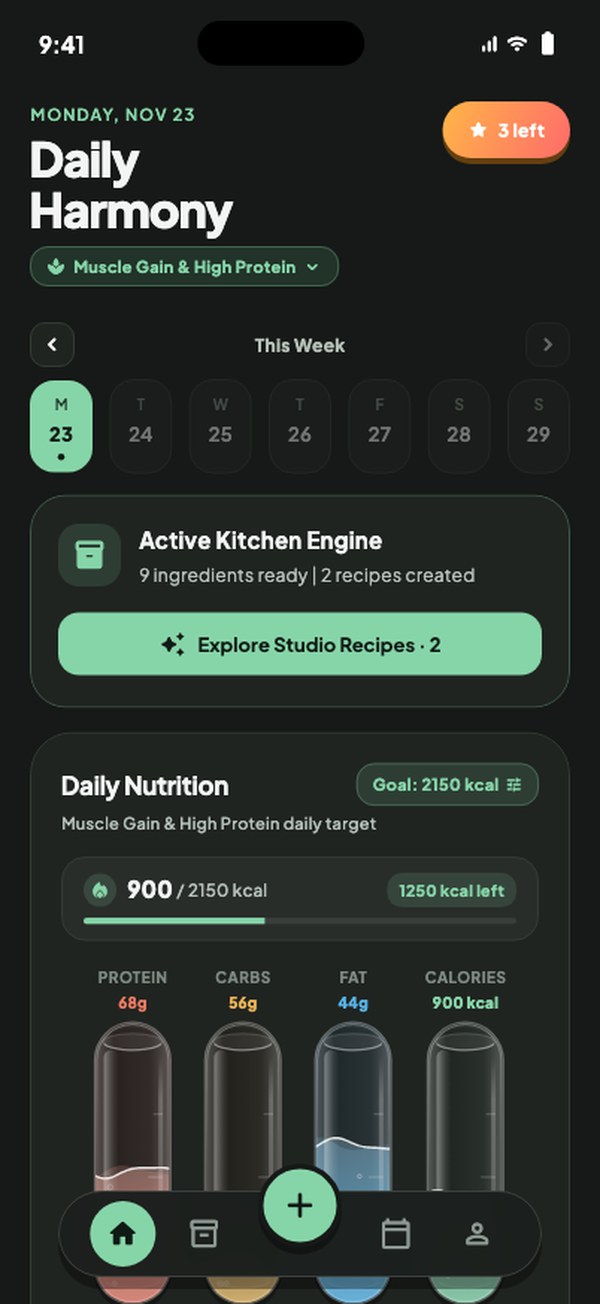 9:41
MONDAY, NOV 23
3 left
Daily
Harmony
Muscle Gain & High Protein
This Week
M T W T F S S
23 24 25 26 27 28 29
Active Kitchen Engine
9 ingredients ready | 2 recipes created
Explore Studio Recipes · 2
Daily Nutrition
Goal: 2150 kcal
Muscle Gain & High Protein daily target
900 / 2150 kcal
1250 kcal left
PROTEIN CARBS FAT CALORIES
68g 56g 44g 900 kcal